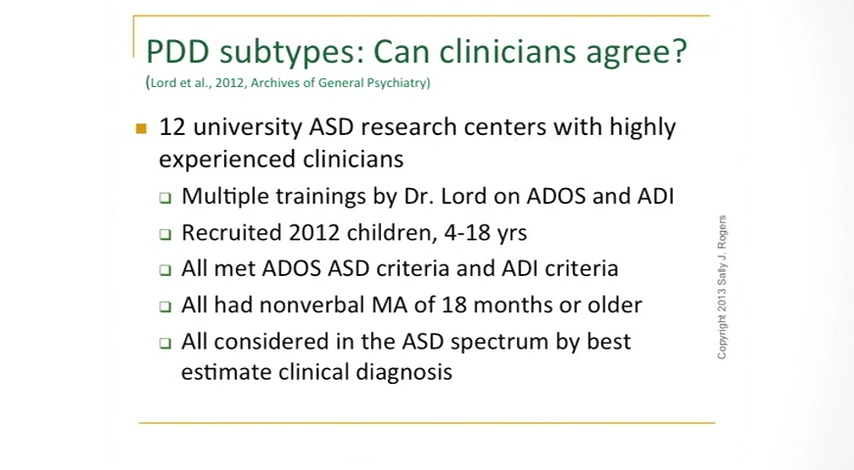 PDD subtypes: Can clinicians agree?
(Lord et al., 2012, Archives of General Psychiatry)
12 university ASD research centers with highly
experienced clinicians
Multiple trainings by Dr. Lord on ADOS and ADI
Recruited 2012 children, 4-18 yrs
All met ADOS ASD criteria and ADI criteria
All had nonverbal MA of 18 months or older
All considered in the ASD spectrum by best
estimate clinical diagnosis
Copyright 2013 Sally J. Rogers